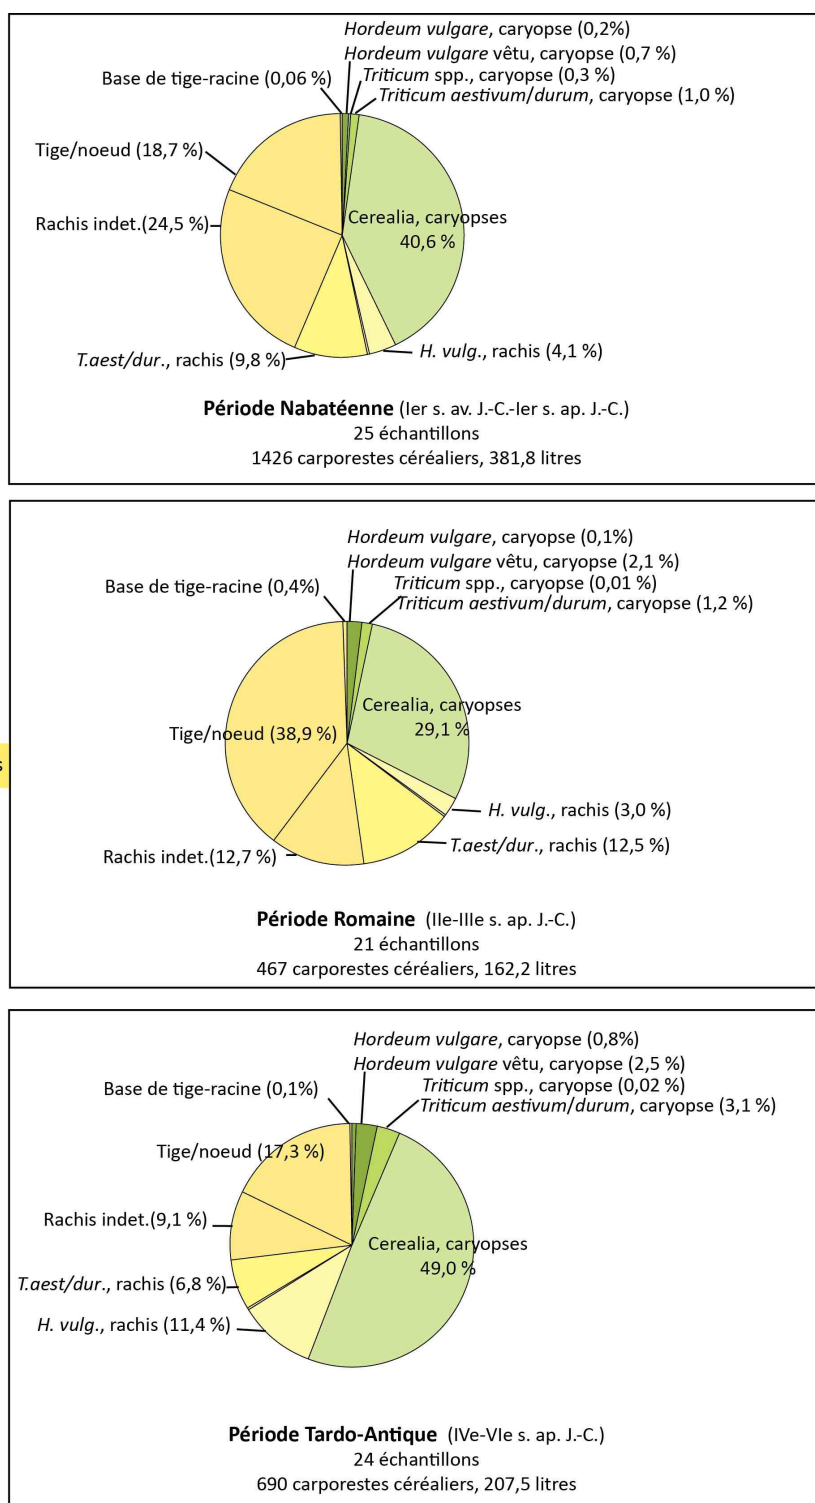 Hordeum vulgare, caryopse (0,2%)
Hordeum vulgare vêtu, caryopse (0,7 %)
Base de tige-racine (0,06 %)
Triticum spp., caryopse (0,3 %)
Triticum aestivum/durum, caryopse (1,0 %)
Tige/noeud (18,7 %)
Rachis indet.(24,5 %)
Cerealia, caryopses
40,6 %
T.aest/dur., rachis (9,8 %)
H. vulg., rachis (4,1 %)
Période Nabatéenne (Ier s. av. J.-C.-Ier s. ap. J.-C.)
25 échantillons
1426 carporestes céréaliers, 381,8 litres
Hordeum vulgare, caryopse (0,1%)
Hordeum vulgare vêtu, caryopse (2,1 %)
Base de tige-racine (0,4%)
Triticum spp., caryopse (0,01 %)
Triticum aestivum/durum, caryopse (1,2 %)
Cerealia, caryopses
29,1 %
Tige/noeud (38,9 %)
s
H. vulg., rachis (3,0 %)
T.aest/dur., rachis (12,5 %)
Rachis indet.(12,7 %)
Période Romaine (IIe-IIIe s. ap. J.-C.)
21 échantillons
467 carporestes céréaliers, 162,2 litres
Hordeum vulgare, caryopse (0,8%)
Hordeum vulgare vêtu, caryopse (2,5 %)
Base de tige-racine (0,1%)
Triticum spp., caryopse (0,02 %)
Triticum aestivum/durum, caryopse (3,1 %)
Tige/noeud (17,3 %)
Rachis indet.(9,1 %)
Cerealia, caryopses
49,0 %
T.aest/dur., rachis (6,8 %)
H. vulg., rachis (11,4 %)
Période Tardo-Antique (IVe-VIe s. ap. J.-C.)
24 échantillons
690 carporestes céréaliers, 207,5 litres